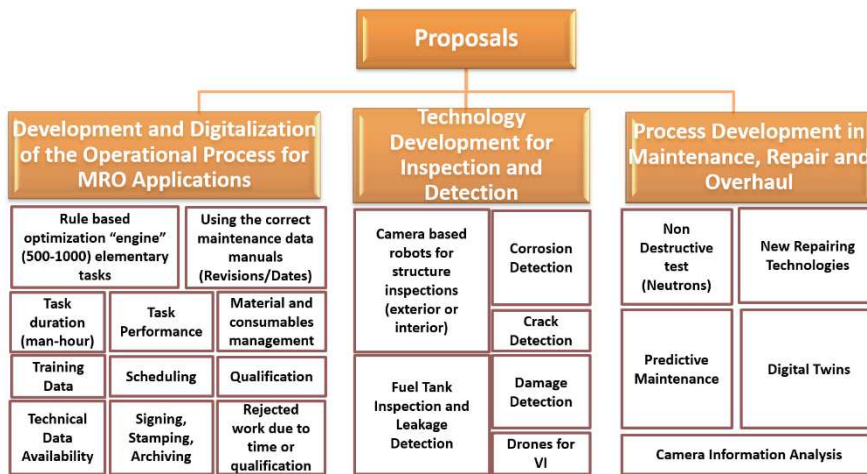 Proposals
Development and Digitalization
of the Operational Process for
MRO Applications
Technology
Development for
Inspection and
Detection
Process Development in
Maintenance, Repair and
Overhaul
Rule based
optimization “engine”
(500-1000) elementary
tasks
Using the correct
maintenance data
manuals
(Revisions/Dates)
Task
duration
(man-hour)
Task
Performance
Material and
consumables
management
Training
Data
Scheduling
Qualification
Technical
Data
Availability
Signing,
Stamping,
Archiving
Rejected
work due to
time or
qualification
Camera based
robots for
structure
inspections
(exterior or
interior)
Corrosion
Detection
Crack
Detection
Fuel Tank
Inspection and
Leakage
Detection
Damage
Detection
Drones for
VI
Non
Destructive
test
(Neutrons)
New Repairing
Technologies
Predictive
Maintenance
Digital Twins
Camera Information Analysis